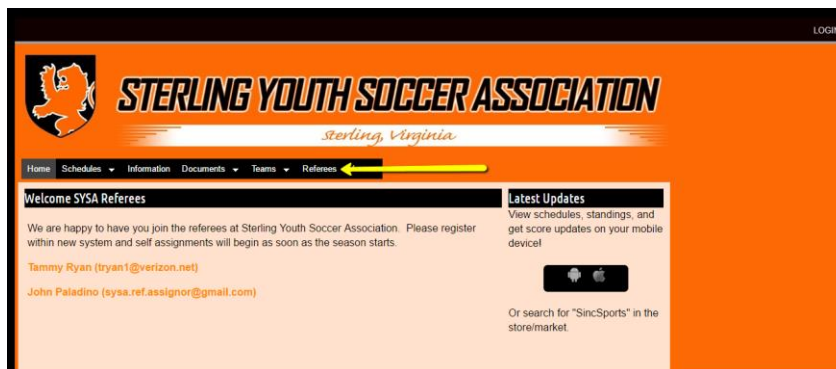 LOGIN
STERLING YOUTH SOCCER ASSOCIATION
Sterling, Virginia
Home Schedules Information Documents Teams Referees
Welcome SYSA Referees
We are happy to have you join the referees at Sterling Youth Soccer Association. Please register
within new system and self assignments will begin as soon as the season starts.
Tammy Ryan (tryan1@verizon.net)
John Paladino (sysa.ref.assignor@gmail.com)
Latest Updates
View schedules, standings, and
get score updates on your mobile
device!
Or search for "SincSports" in the
store/market.